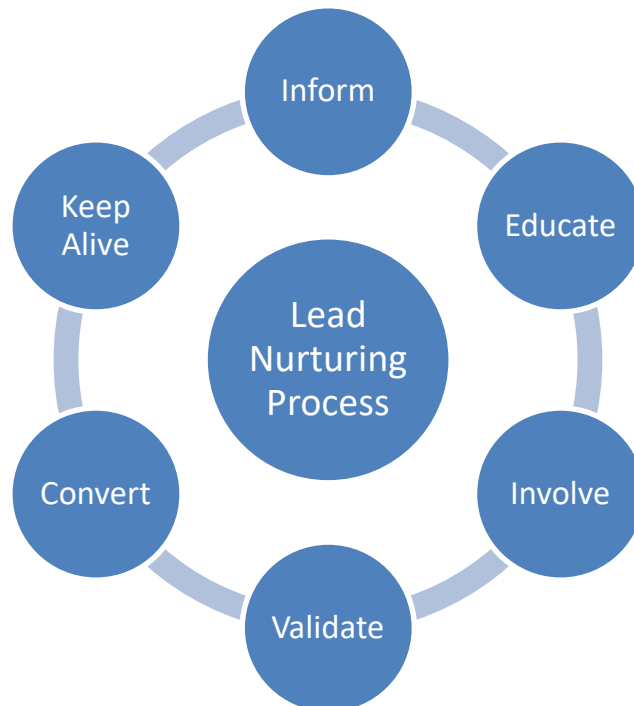 Inform
Educate
Involve
Validate
Convert
Keep
Alive
Lead
Nurturing
Process